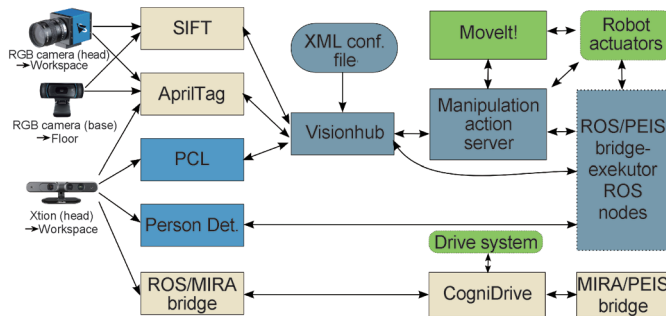 RGB camera (head)
→Workspace
RGB camera (base)
→Floor
Xtion (head)
→Workspace
SIFT
AprilTag
PCL
Person Det.
ROS/MIRA
bridge
XML conf.
file
Visionhub
MoveIt!
Manipulation
action
server
Drive system
CogniDrive
Robot
actuators
ROS/PEIS
bridge-
exekutor
ROS
nodes
MIRA/PEIS
bridge